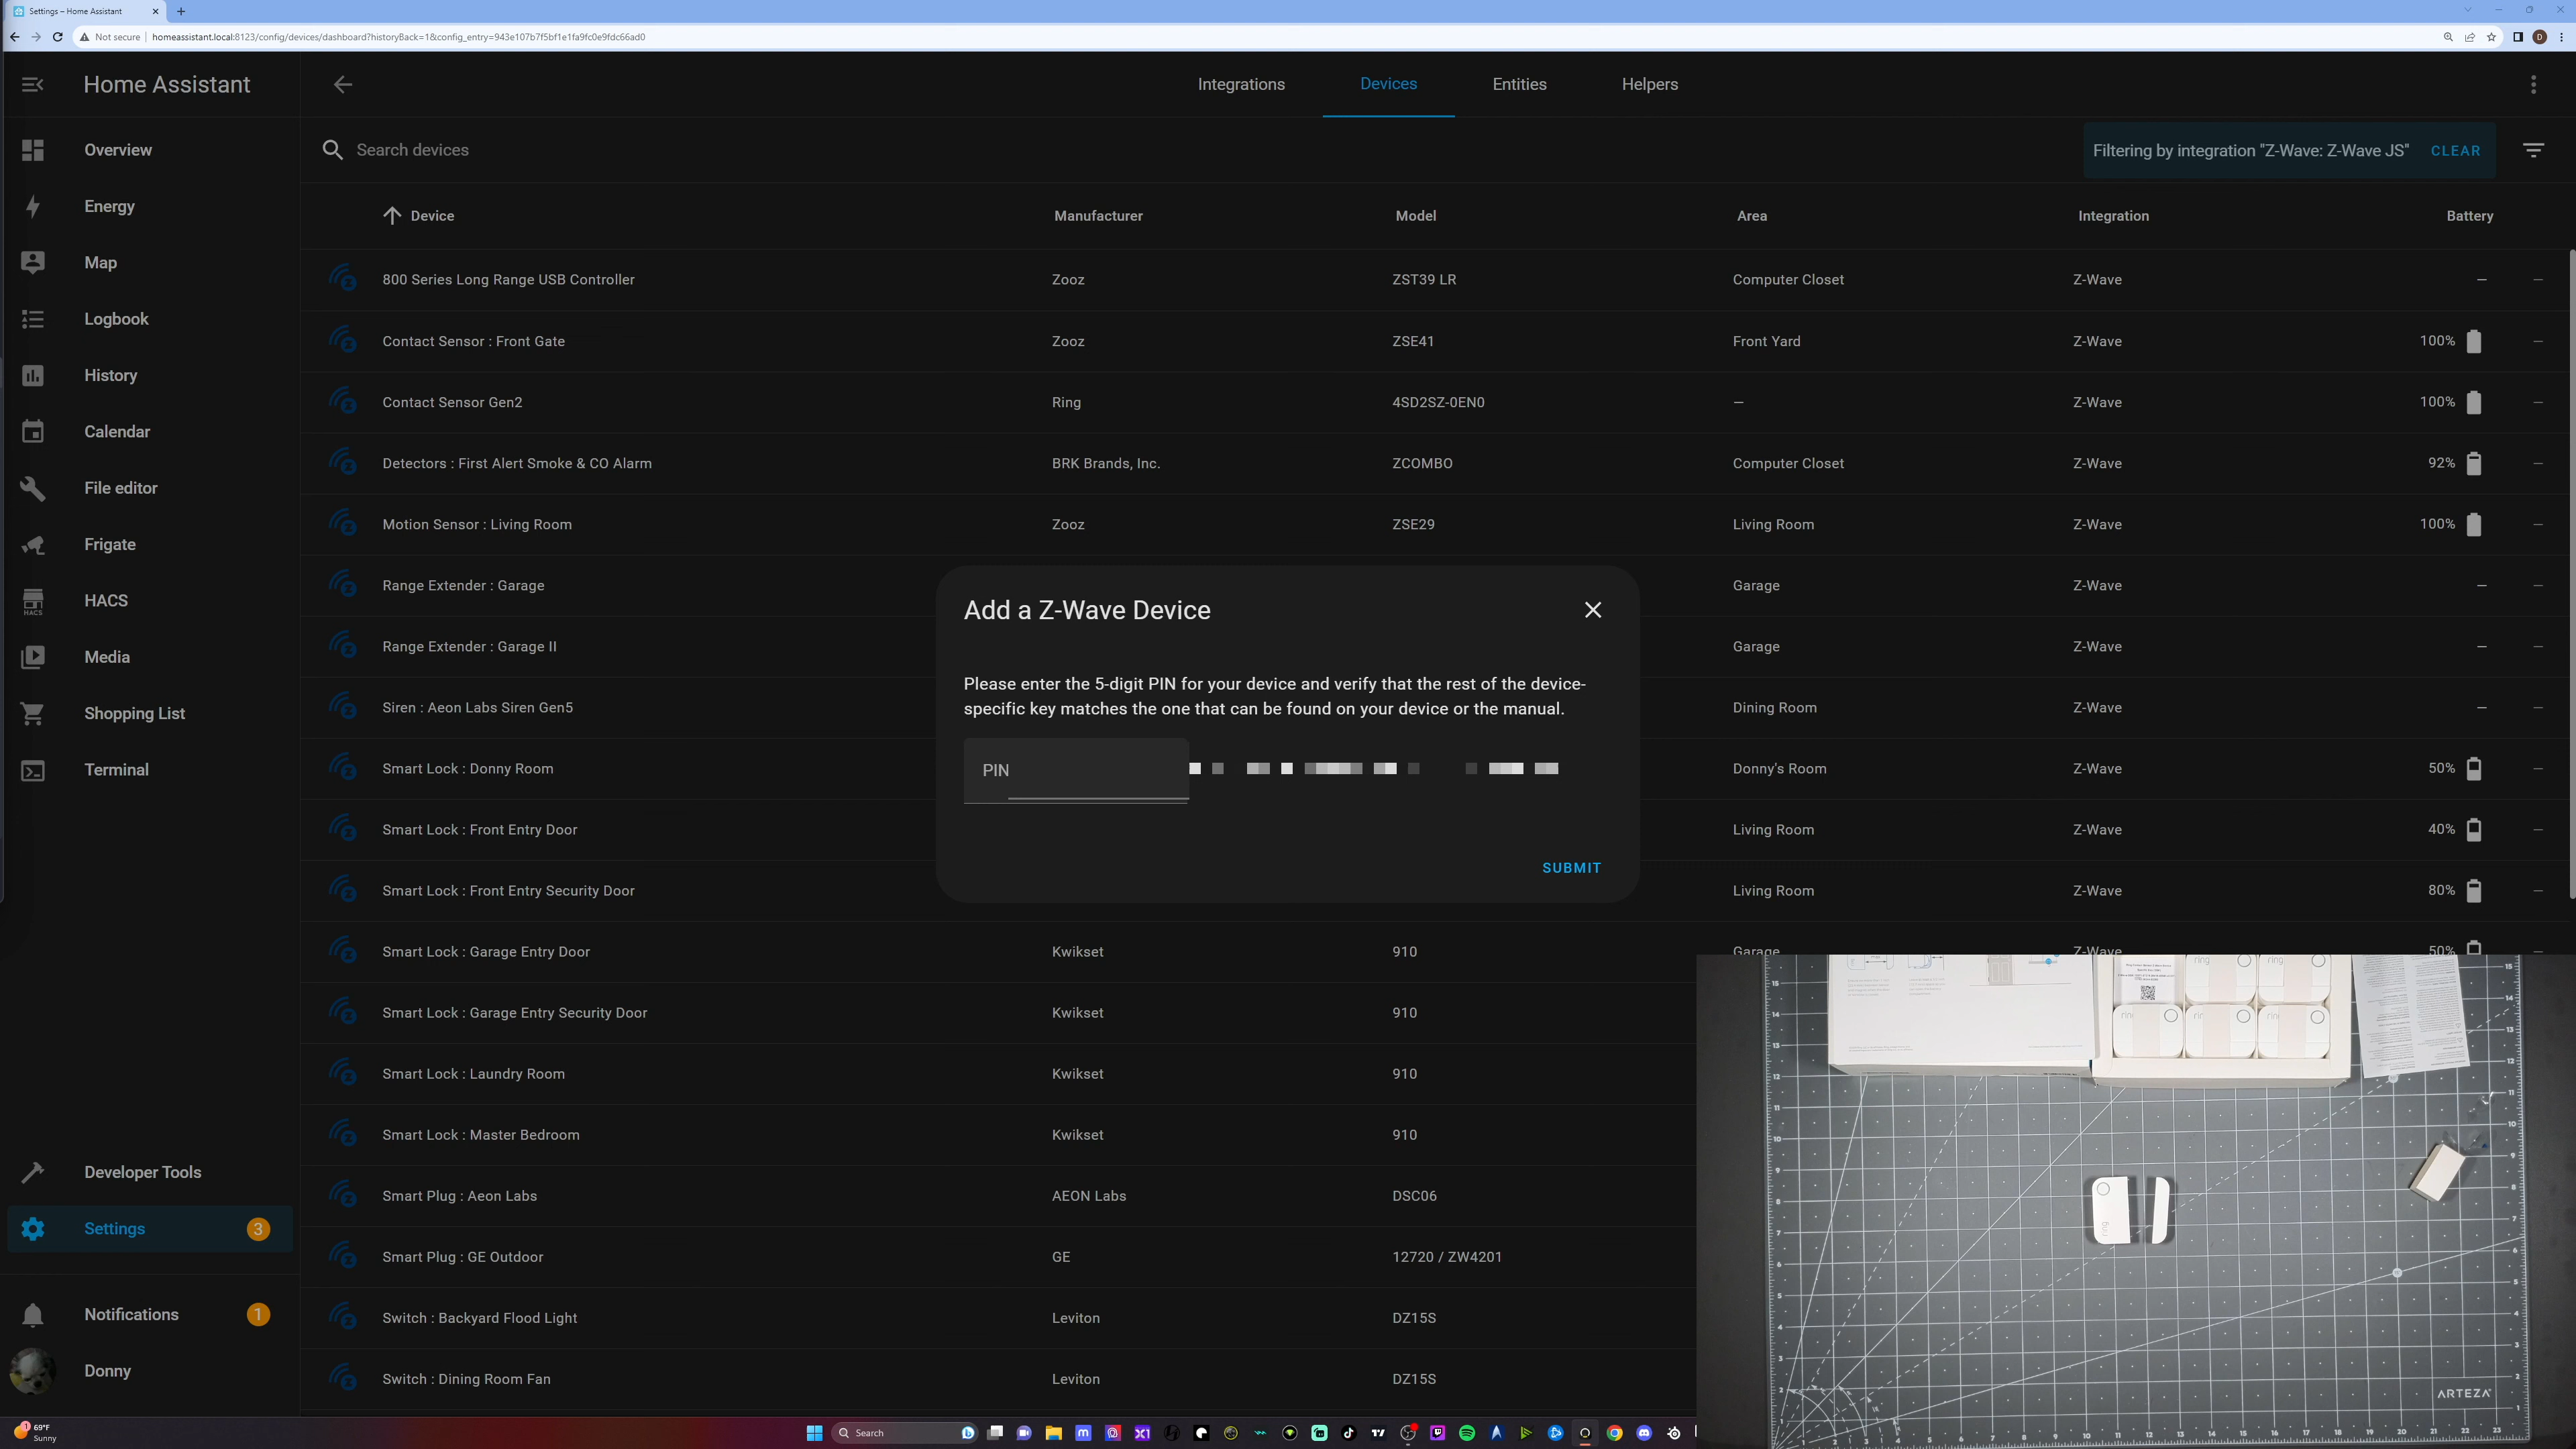 Settings – Home Assistant
Not secure
homeassistant.local:8123/config/devices/dashboard?historyBack=1&config_entry=943e107b7f5bf1e1fa9fc0e9fdc66ad0
D
Home Assistant
Integrations
Devices
Entities
Helpers
Search devices
Filtering by integration "Z-Wave: Z-Wave JS"
CLEAR
Overview
Energy
Map
Logbook
History
Calendar
File editor
Frigate
HACS
HACS
Media
Shopping List
Terminal
Developer Tools
Settings 3
Notifications 1
Donny
Device Manufacturer Model Area Integration Battery
800 Series Long Range USB Controller Zooz ZST39 LR Computer Closet Z-Wave — —
Contact Sensor : Front Gate Zooz ZSE41 Front Yard Z-Wave 100% —
Contact Sensor Gen2 Ring 4SD2SZ-0EN0 — Z-Wave 100% —
Detectors : First Alert Smoke & CO Alarm BRK Brands, Inc. ZCOMBO Computer Closet Z-Wave 92% —
Motion Sensor : Living Room Zooz ZSE29 Living Room Z-Wave 100% —
Range Extender : Garage Garage Z-Wave — —
Range Extender : Garage II Garage Z-Wave — —
Siren : Aeon Labs Siren Gen5 Dining Room Z-Wave — —
Smart Lock : Donny Room Donny's Room Z-Wave 50% —
Smart Lock : Front Entry Door Living Room Z-Wave 40% —
Smart Lock : Front Entry Security Door Living Room Z-Wave 80% —
Smart Lock : Garage Entry Door Kwikset 910 Garage Z-Wave 50% —
Smart Lock : Garage Entry Security Door Kwikset 910
Smart Lock : Laundry Room Kwikset 910
Smart Lock : Master Bedroom Kwikset 910
Smart Plug : Aeon Labs AEON Labs DSC06
Smart Plug : GE Outdoor GE 12720 / ZW4201
Switch : Backyard Flood Light Leviton DZ15S
Switch : Dining Room Fan Leviton DZ15S
Add a Z-Wave Device
Please enter the 5-digit PIN for your device and verify that the rest of the device-
specific key matches the one that can be found on your device or the manual.
PIN
SUBMIT
ring
ring
ring
ring
ring
ring
ARTEZA
69°F
Sunny
Search